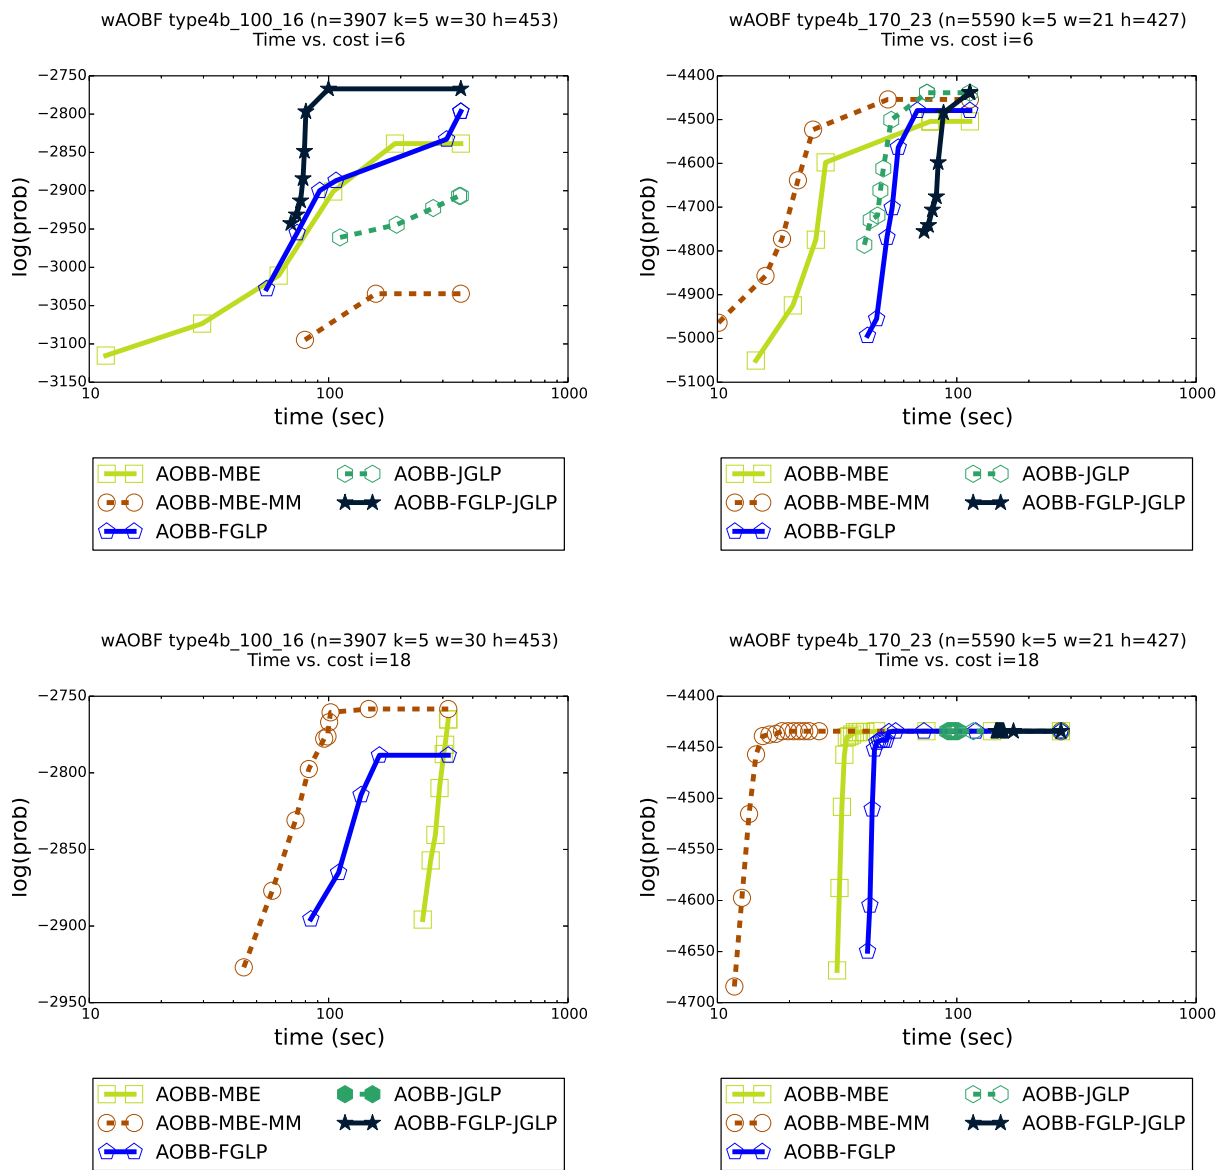 wAOBF type4b_100_16 (n=3907 k=5 w=30 h=453)
Time vs. cost i=6
−2750
−2800
−2850
−2900
−2950
−3000
−3050
−3100
−3150
log(prob)
10
100
1000
time (sec)
AOBB-MBE
AOBB-MBE-MM
AOBB-FGLP
AOBB-JGLP
AOBB-FGLP-JGLP
wAOBF type4b_170_23 (n=5590 k=5 w=21 h=427)
Time vs. cost i=6
−4400
−4500
−4600
−4700
−4800
−4900
−5000
−5100
log(prob)
10
100
1000
time (sec)
AOBB-MBE
AOBB-MBE-MM
AOBB-FGLP
AOBB-JGLP
AOBB-FGLP-JGLP
wAOBF type4b_100_16 (n=3907 k=5 w=30 h=453)
Time vs. cost i=18
−2750
−2800
−2850
−2900
−2950
log(prob)
10
100
1000
time (sec)
AOBB-MBE
AOBB-MBE-MM
AOBB-FGLP
AOBB-JGLP
AOBB-FGLP-JGLP
wAOBF type4b_170_23 (n=5590 k=5 w=21 h=427)
Time vs. cost i=18
−4400
−4450
−4500
−4550
−4600
−4650
−4700
log(prob)
10
100
1000
time (sec)
AOBB-MBE
AOBB-MBE-MM
AOBB-FGLP
AOBB-JGLP
AOBB-FGLP-JGLP